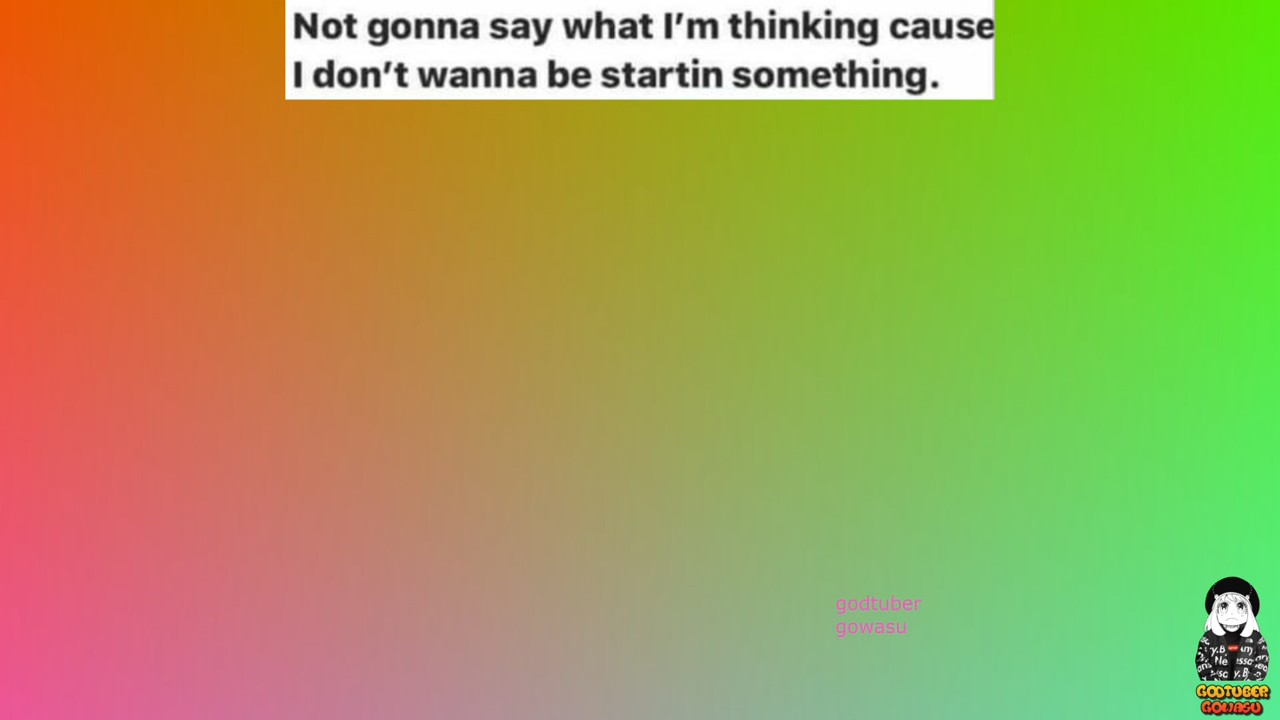 Not gonna say what I'm thinking cause
I don't wanna be startin something.
godtuber
gowasu
GODTUBER
GOWASU